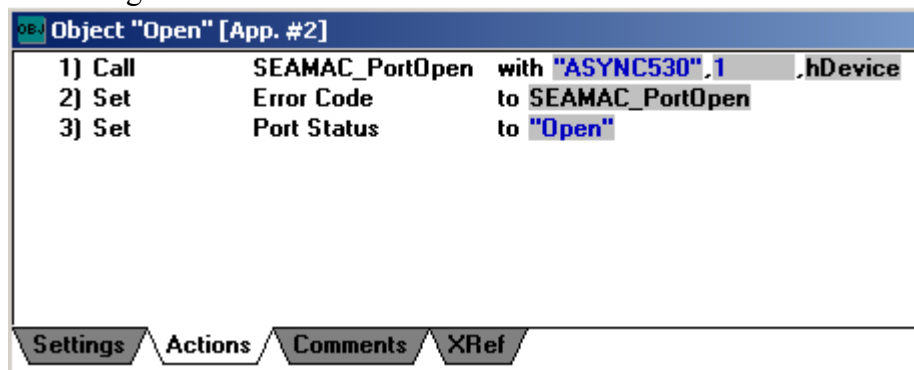 OBJ Object "Open" [App. #2]
1) Call SEAMAC_PortOpen with "ASYNC530",1 ,hDevice
2) Set Error Code to SEAMAC_PortOpen
3) Set Port Status to "Open"
Settings Actions Comments XRef